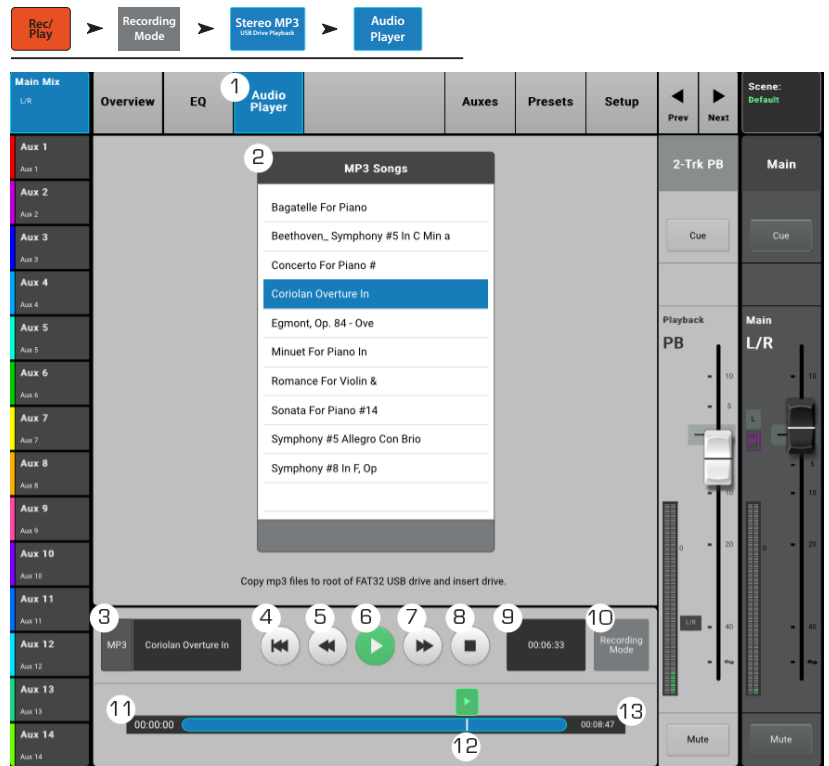 Rec/
Play
Recording
Mode
Stereo MP3
USB Drive Playback
Audio
Player
Main Mix
L/R
Overview
EQ
1
Audio
Player
Auxes
Presets
Setup
Prev
Next
Scene:
Default
Aux 1
Aux 1
Aux 2
Aux 2
Aux 3
Aux 3
Aux 4
Aux 4
Aux 5
Aux 5
Aux 6
Aux 6
Aux 7
Aux 7
Aux 8
Aux 8
Aux 9
Aux 9
Aux 10
Aux 10
Aux 11
Aux 11
Aux 12
Aux 12
Aux 13
Aux 13
Aux 14
Aux 14
2
MP3 Songs
Bagatelle For Piano
Beethoven_ Symphony #5 In C Min a
Concerto For Piano #
Coriolan Overture In
Egmont, Op. 84 - Ove
Minuet For Piano In
Romance For Violin &
Sonata For Piano #14
Symphony #5 Allegro Con Brio
Symphony #8 In F, Op
Copy mp3 files to root of FAT32 USB drive and insert drive.
3
MP3
Coriolan Overture In
4
5
6
7
8
9
00:06:33
10
Recording
Mode
11
00:00:00
12
00:08:47
13
2-Trk PB
Cue
Playback
PB
10
5
10
20
40
0
L/R
Mute
Main
Cue
Main
L/R
L
10
5
10
20
40
0
Mute